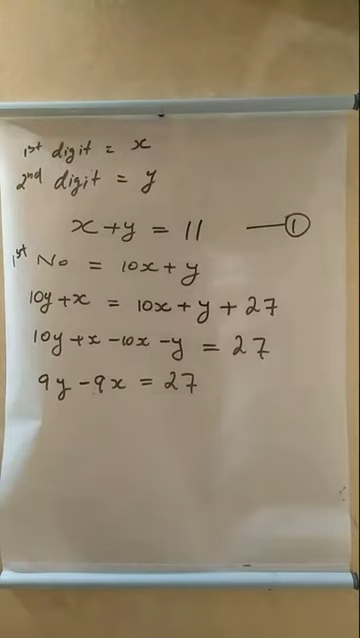 1st digit = x
2nd digit = y
x + y = 11 — ①
1st No = 10x + y
10y + x = 10x + y + 27
10y + x - 10x - y = 27
9y - 9x = 27